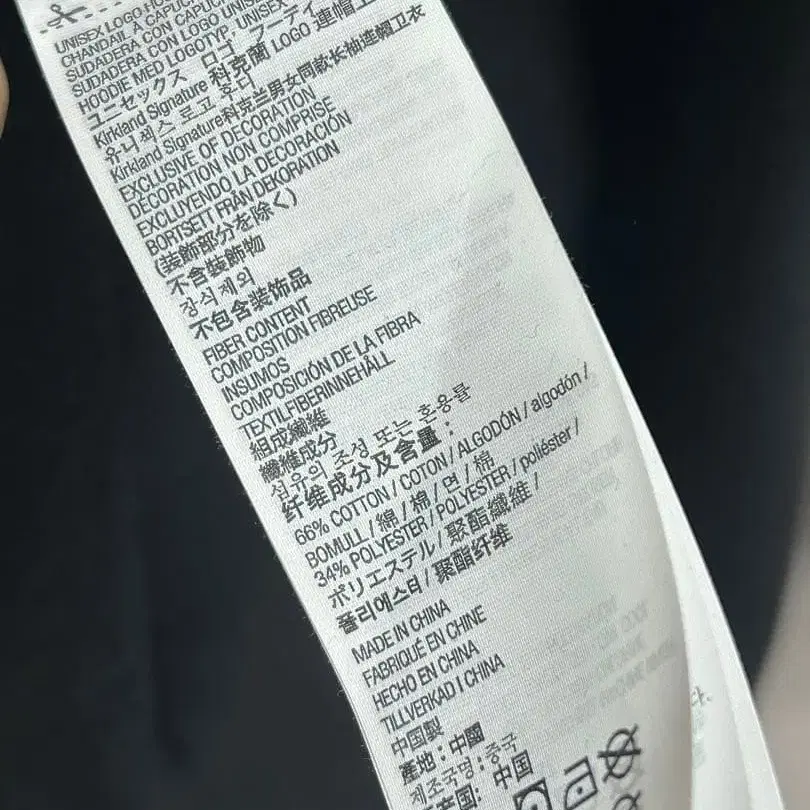 UNISEX LOGO
CHANDAIL À CAPUCH
SUDADERA CON CAPUC
SUDADERA CON LOGO UNISEX
HOODIE MED LOGOTYP, UNISEX
ユニセックス ロゴ フーディ
Kirkland Signature 科克蘭 LOGO 連帽
유니섹스 로고 후디
Kirkland Signature科克兰男女同款长袖连帽卫衣
EXCLUSIVE OF DECORATION
DÉCORATION NON COMPRISE
EXCLUYENDO LA DECORACIÓN
BORTSETT FRÅN DEKORATION
(装飾部分を除く)
不含裝飾物
장식제외
不包含装饰品
FIBER CONTENT
COMPOSITION FIBREUSE
INSUMOS
COMPOSICIÓN DE LA FIBRA
TEXTILFIBERINNEHÅLL
組成繊維
纖維成分
섬유의 조성 또는 혼용률
纤维成分及含量：
66% COTTON / COTON / ALGODÓN / algodón /
BOMULL / 綿 / 棉 / 면 / 棉
34% POLYESTER / POLYESTER / poliéster /
ポリエステル / 聚酯纖維 /
폴리에스터 / 聚酯纤维
MADE IN CHINA
FABRIQUÉ EN CHINE
HECHO EN CHINA
TILLVERKAD I CHINA
中国製
產地：中國
제조국명：중국
中国